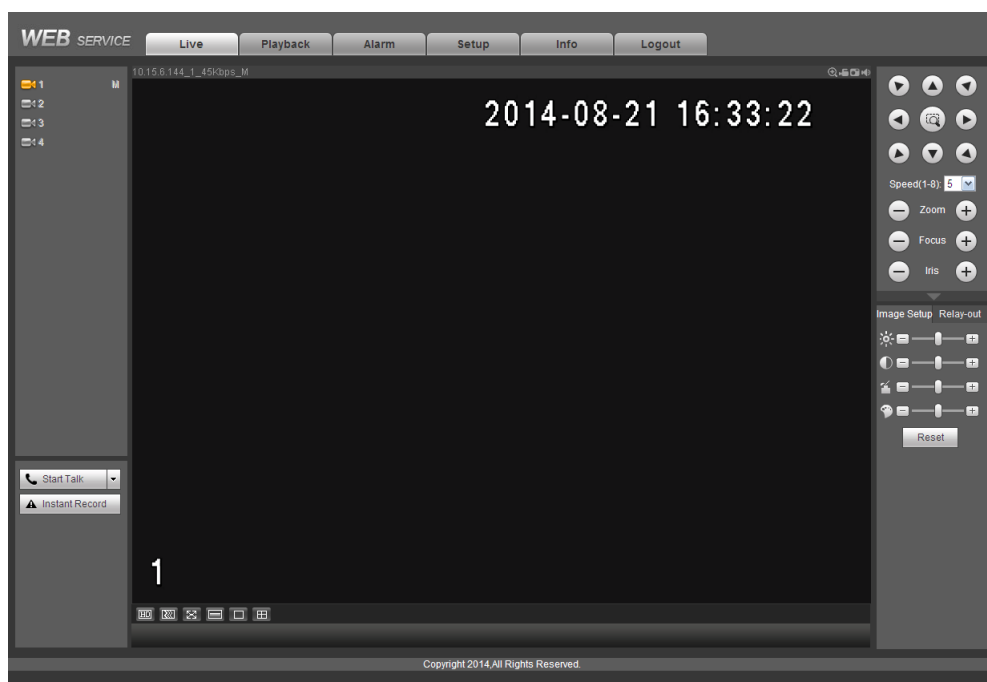 WEB SERVICE
Live
Playback
Alarm
Setup
Info
Logout
1 M
2
3
4
10.15.6.144_1_45Kbps_M
2014-08-21 16:33:22
1
Speed(1-8): 5
Zoom
Focus
Iris
Image Setup Relay-out
Reset
Start Talk
Instant Record
HD
Copyright 2014,All Rights Reserved.